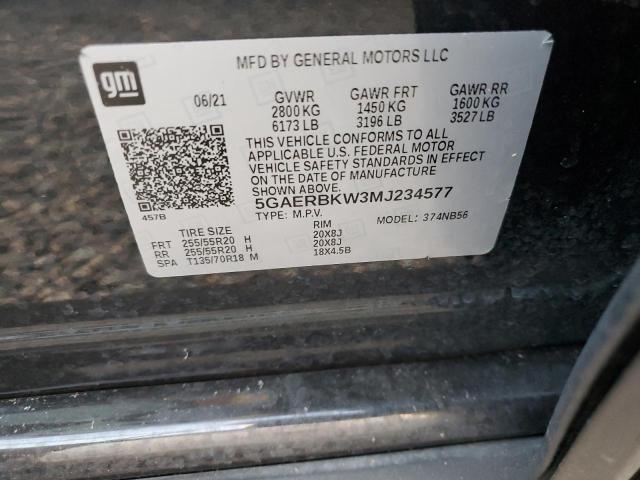 MFD BY GENERAL MOTORS LLC
gm
06/21 GVWR GAWR FRT GAWR RR
2800 KG 1450 KG 1600 KG
6173 LB 3196 LB 3527 LB
THIS VEHICLE CONFORMS TO ALL
APPLICABLE U.S. FEDERAL MOTOR
VEHICLE SAFETY STANDARDS IN EFFECT
ON THE DATE OF MANUFACTURE
SHOWN ABOVE.
5GAERBKW3MJ234577
457B
TYPE: M.P.V. MODEL: 374NB56
TIRE SIZE RIM
FRT 255/55R20 H 20X8J
RR 255/55R20 H 20X8J
SPA T135/70R18 M 18X4.5B